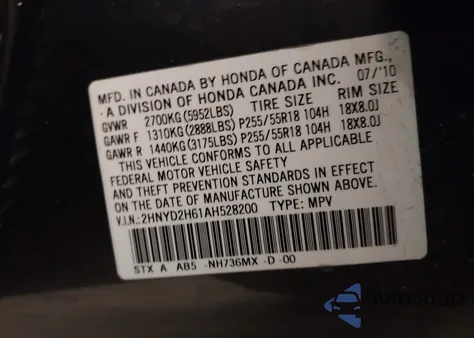 MFD. IN CANADA BY HONDA OF CANADA MFG.,
A DIVISION OF HONDA CANADA INC. 07/'10
GVWR 2700KG(5952LBS) TIRE SIZE RIM SIZE
GAWR F 1310KG(2888LBS) P255/55R18 104H 18X8.0J
GAWR R 1440KG(3175LBS) P255/55R18 104H 18X8.0J
THIS VEHICLE CONFORMS TO ALL APPLICABLE
FEDERAL MOTOR VEHICLE SAFETY
AND THEFT PREVENTION STANDARDS IN EFFECT
ON THE DATE OF MANUFACTURE SHOWN ABOVE.
V.I.N.:2HNYD2H61AH528200 TYPE: MPV
STX A AB5 -NH736MX -D -00
autoSnap